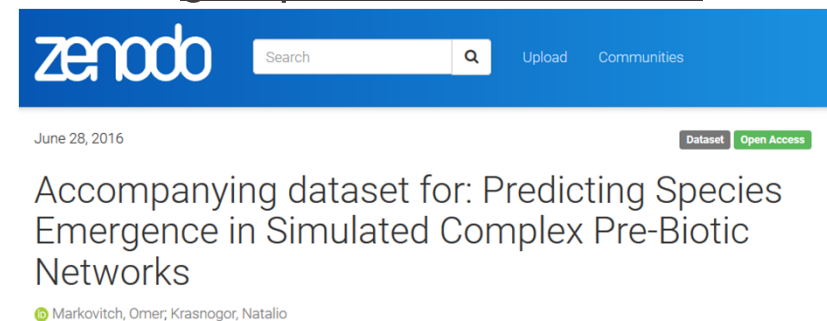 zenodo
Search
Upload
Communities
June 28, 2016
Dataset
Open Access
Accompanying dataset for: Predicting Species
Emergence in Simulated Complex Pre-Biotic
Networks
iD Markovitch, Omer; Krasnogor, Natalio